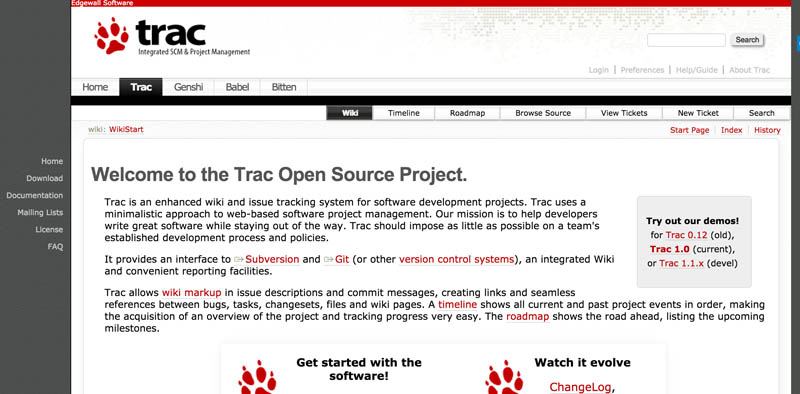 Edgewall Software
trac
Integrated SCM & Project Management
Search
Login | Preferences | Help/Guide | About Trac
Home Trac Genshi Babel Bitten
Wiki Timeline Roadmap Browse Source View Tickets New Ticket Search
wiki: WikiStart
Start Page | Index | History
Home
Download
Documentation
Mailing Lists
License
FAQ
Welcome to the Trac Open Source Project.
Trac is an enhanced wiki and issue tracking system for software development projects. Trac uses a
minimalistic approach to web-based software project management. Our mission is to help developers
write great software while staying out of the way. Trac should impose as little as possible on a team's
established development process and policies.
It provides an interface to Subversion and Git (or other version control systems), an integrated Wiki
and convenient reporting facilities.
Try out our demos!
for Trac 0.12 (old),
Trac 1.0 (current),
or Trac 1.1.x (devel)
Trac allows wiki markup in issue descriptions and commit messages, creating links and seamless
references between bugs, tasks, changesets, files and wiki pages. A timeline shows all current and past project events in order, making
the acquisition of an overview of the project and tracking progress very easy. The roadmap shows the road ahead, listing the upcoming
milestones.
Get started with the
software!
Watch it evolve
ChangeLog,